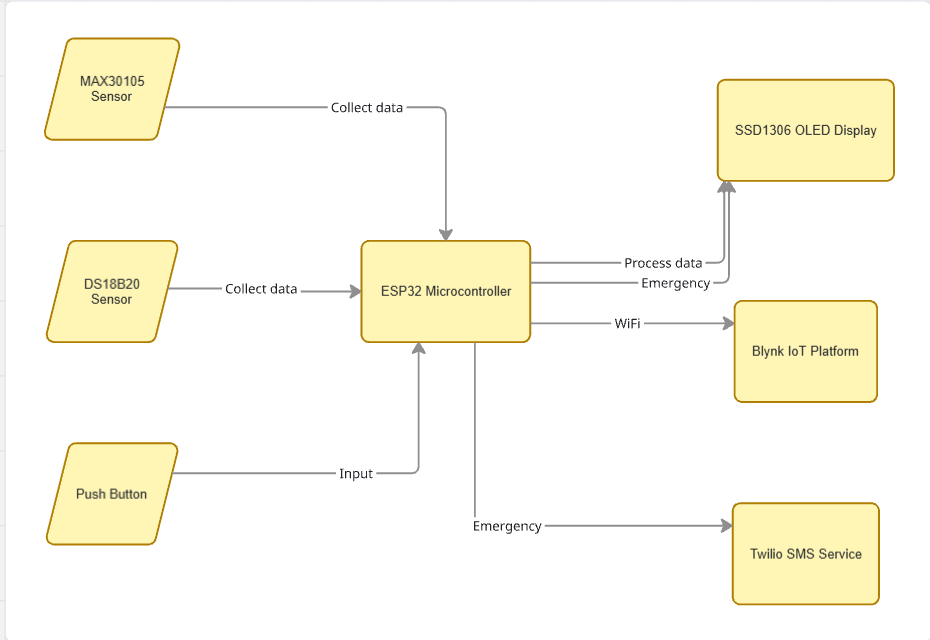 MAX30105
Sensor
Collect data
SSD1306 OLED Display
DS18B20
Sensor
Collect data
ESP32 Microcontroller
Process data
Emergency
WiFi
Blynk IoT Platform
Push Button
Input
Emergency
Twilio SMS Service